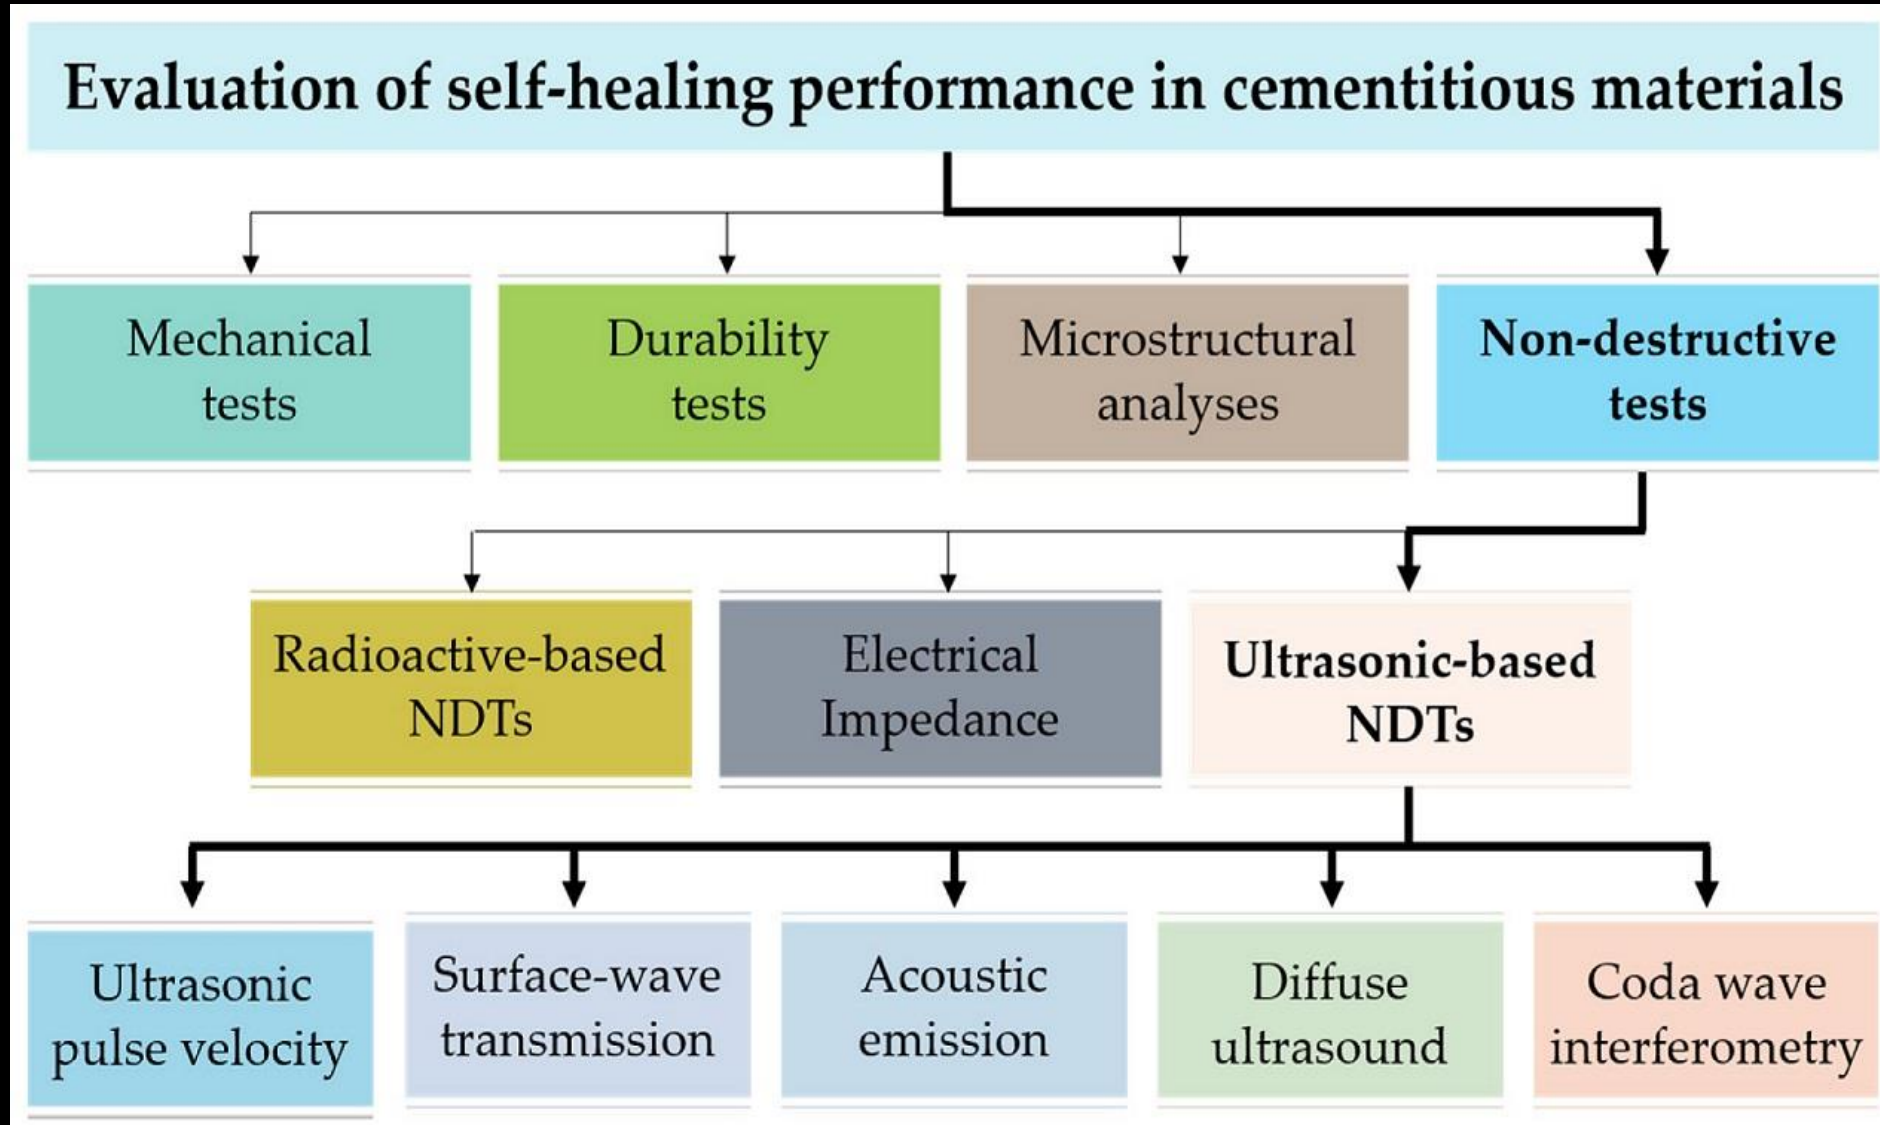 Evaluation of self-healing performance in cementitious materials
Mechanical
tests
Durability
tests
Microstructural
analyses
Non-destructive
tests
Radioactive-based
NDTs
Electrical
Impedance
Ultrasonic-based
NDTs
Ultrasonic
pulse velocity
Surface-wave
transmission
Acoustic
emission
Diffuse
ultrasound
Coda wave
interferometry